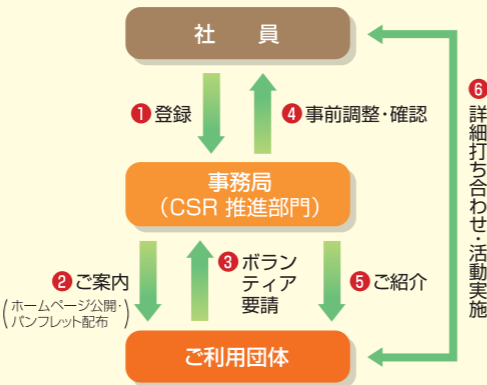 社　員
❶登録
❹事前調整・確認
事務局
（CSR 推進部門）
❷ご案内
（ホームページ公開・
パンフレット配布）
❸ボラン
ティア
要請
❺ご紹介
ご利用団体
❻詳細打ち合わせ・活動実施